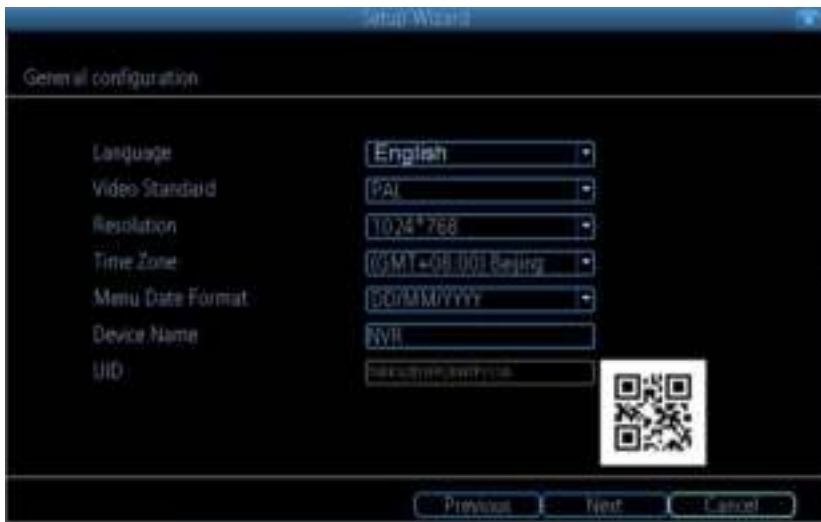 Setup Wizard
General configuration
Language English
Video Standard PAL
Resolution 1024*768
Time Zone (GMT+08:00) Beijing
Menu Date Format DD/MM/YYYY
Device Name NVR
UID
Previous Next Cancel